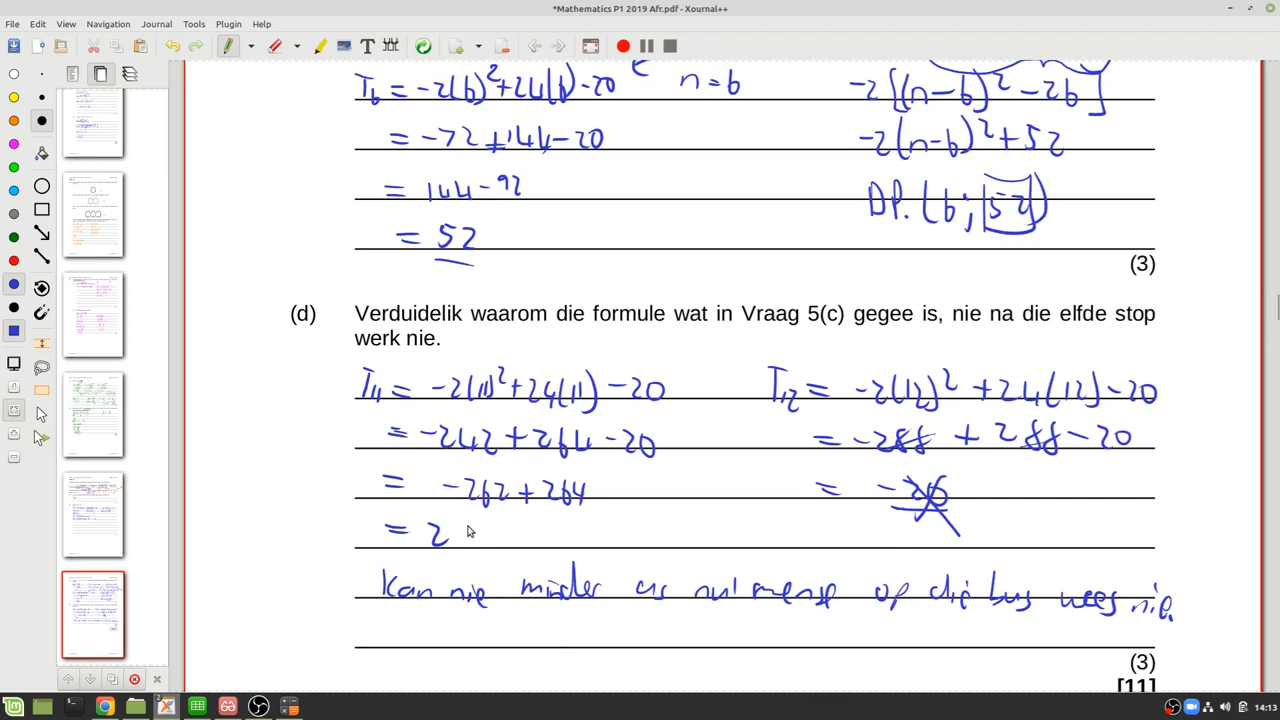 *Mathematics P1 2019 Afr.pdf - Xournal++
File Edit View Navigation Journal Tools Plugin Help
T6 = -2(6)²+24(6)-20 n = 6
= -72 +144-20
= 144-92
= 52
-2[(n-6)² -26]
-2(n-6)²+52
D.P. (6; 52)
(3)
(d) Verduidelik waarom die formule wat in Vraag 5(c) gegee is, nie na die elfde stop
werk nie.
T11 = -2(11)²+24(11) -20
= -242 + 264 -20
= -262+264
= 2
T12 = -2(12)² +24(12)-20
= -288 + 288-20
= -20
Kan nie minder as nul mense op die bus wees nie.
(3)
[11]
14:13